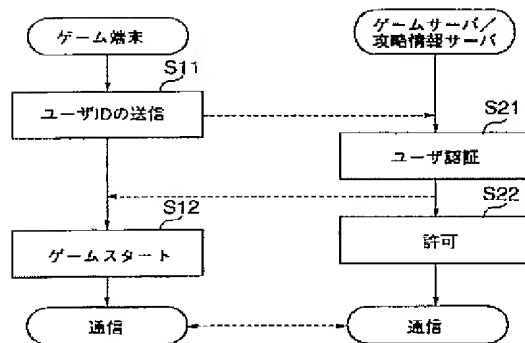 ゲーム端末
ゲームサーバ/
攻略情報サーバ
S11
ユーザIDの送信
S21
ユーザ認証
S12
ゲームスタート
S22
許可
通信
通信